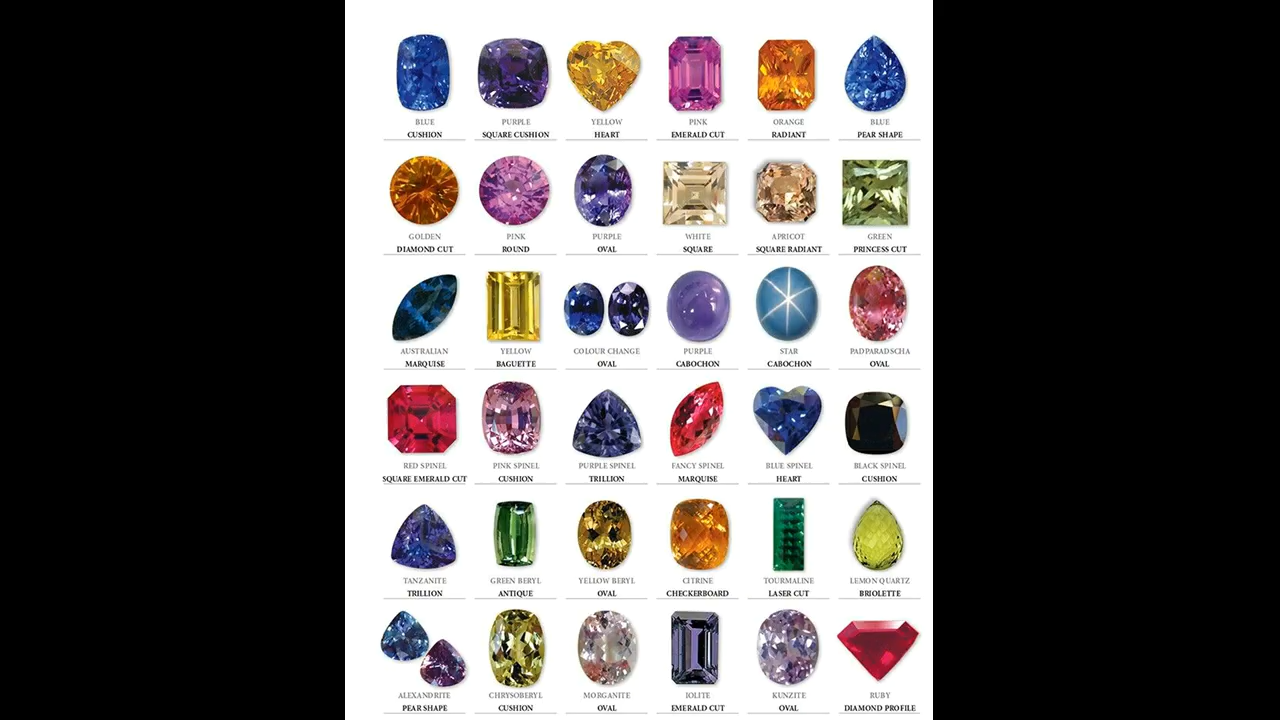 BLUE PURPLE YELLOW PINK ORANGE BLUE
CUSHION SQUARE CUSHION HEART EMERALD CUT RADIANT PEAR SHAPE
GOLDEN PINK PURPLE WHITE APRICOT GREEN
DIAMOND CUT ROUND OVAL SQUARE SQUARE RADIANT PRINCESS CUT
AUSTRALIAN YELLOW COLOUR CHANGE PURPLE STAR PADPARADSCHA
MARQUISE BAGUETTE OVAL CABOCHON CABOCHON OVAL
RED SPINEL PINK SPINEL PURPLE SPINEL FANCY SPINEL BLUE SPINEL BLACK SPINEL
SQUARE EMERALD CUT CUSHION TRILLION MARQUISE HEART CUSHION
TANZANITE GREEN BERYL YELLOW BERYL CITRINE TOURMALINE LEMON QUARTZ
TRILLION ANTIQUE OVAL CHECKERBOARD LASER CUT BRIOLETTE
ALEXANDRITE CHRYSOBERYL MORGANITE IOLITE KUNZITE RUBY
PEAR SHAPE CUSHION OVAL EMERALD CUT OVAL DIAMOND PROFILE